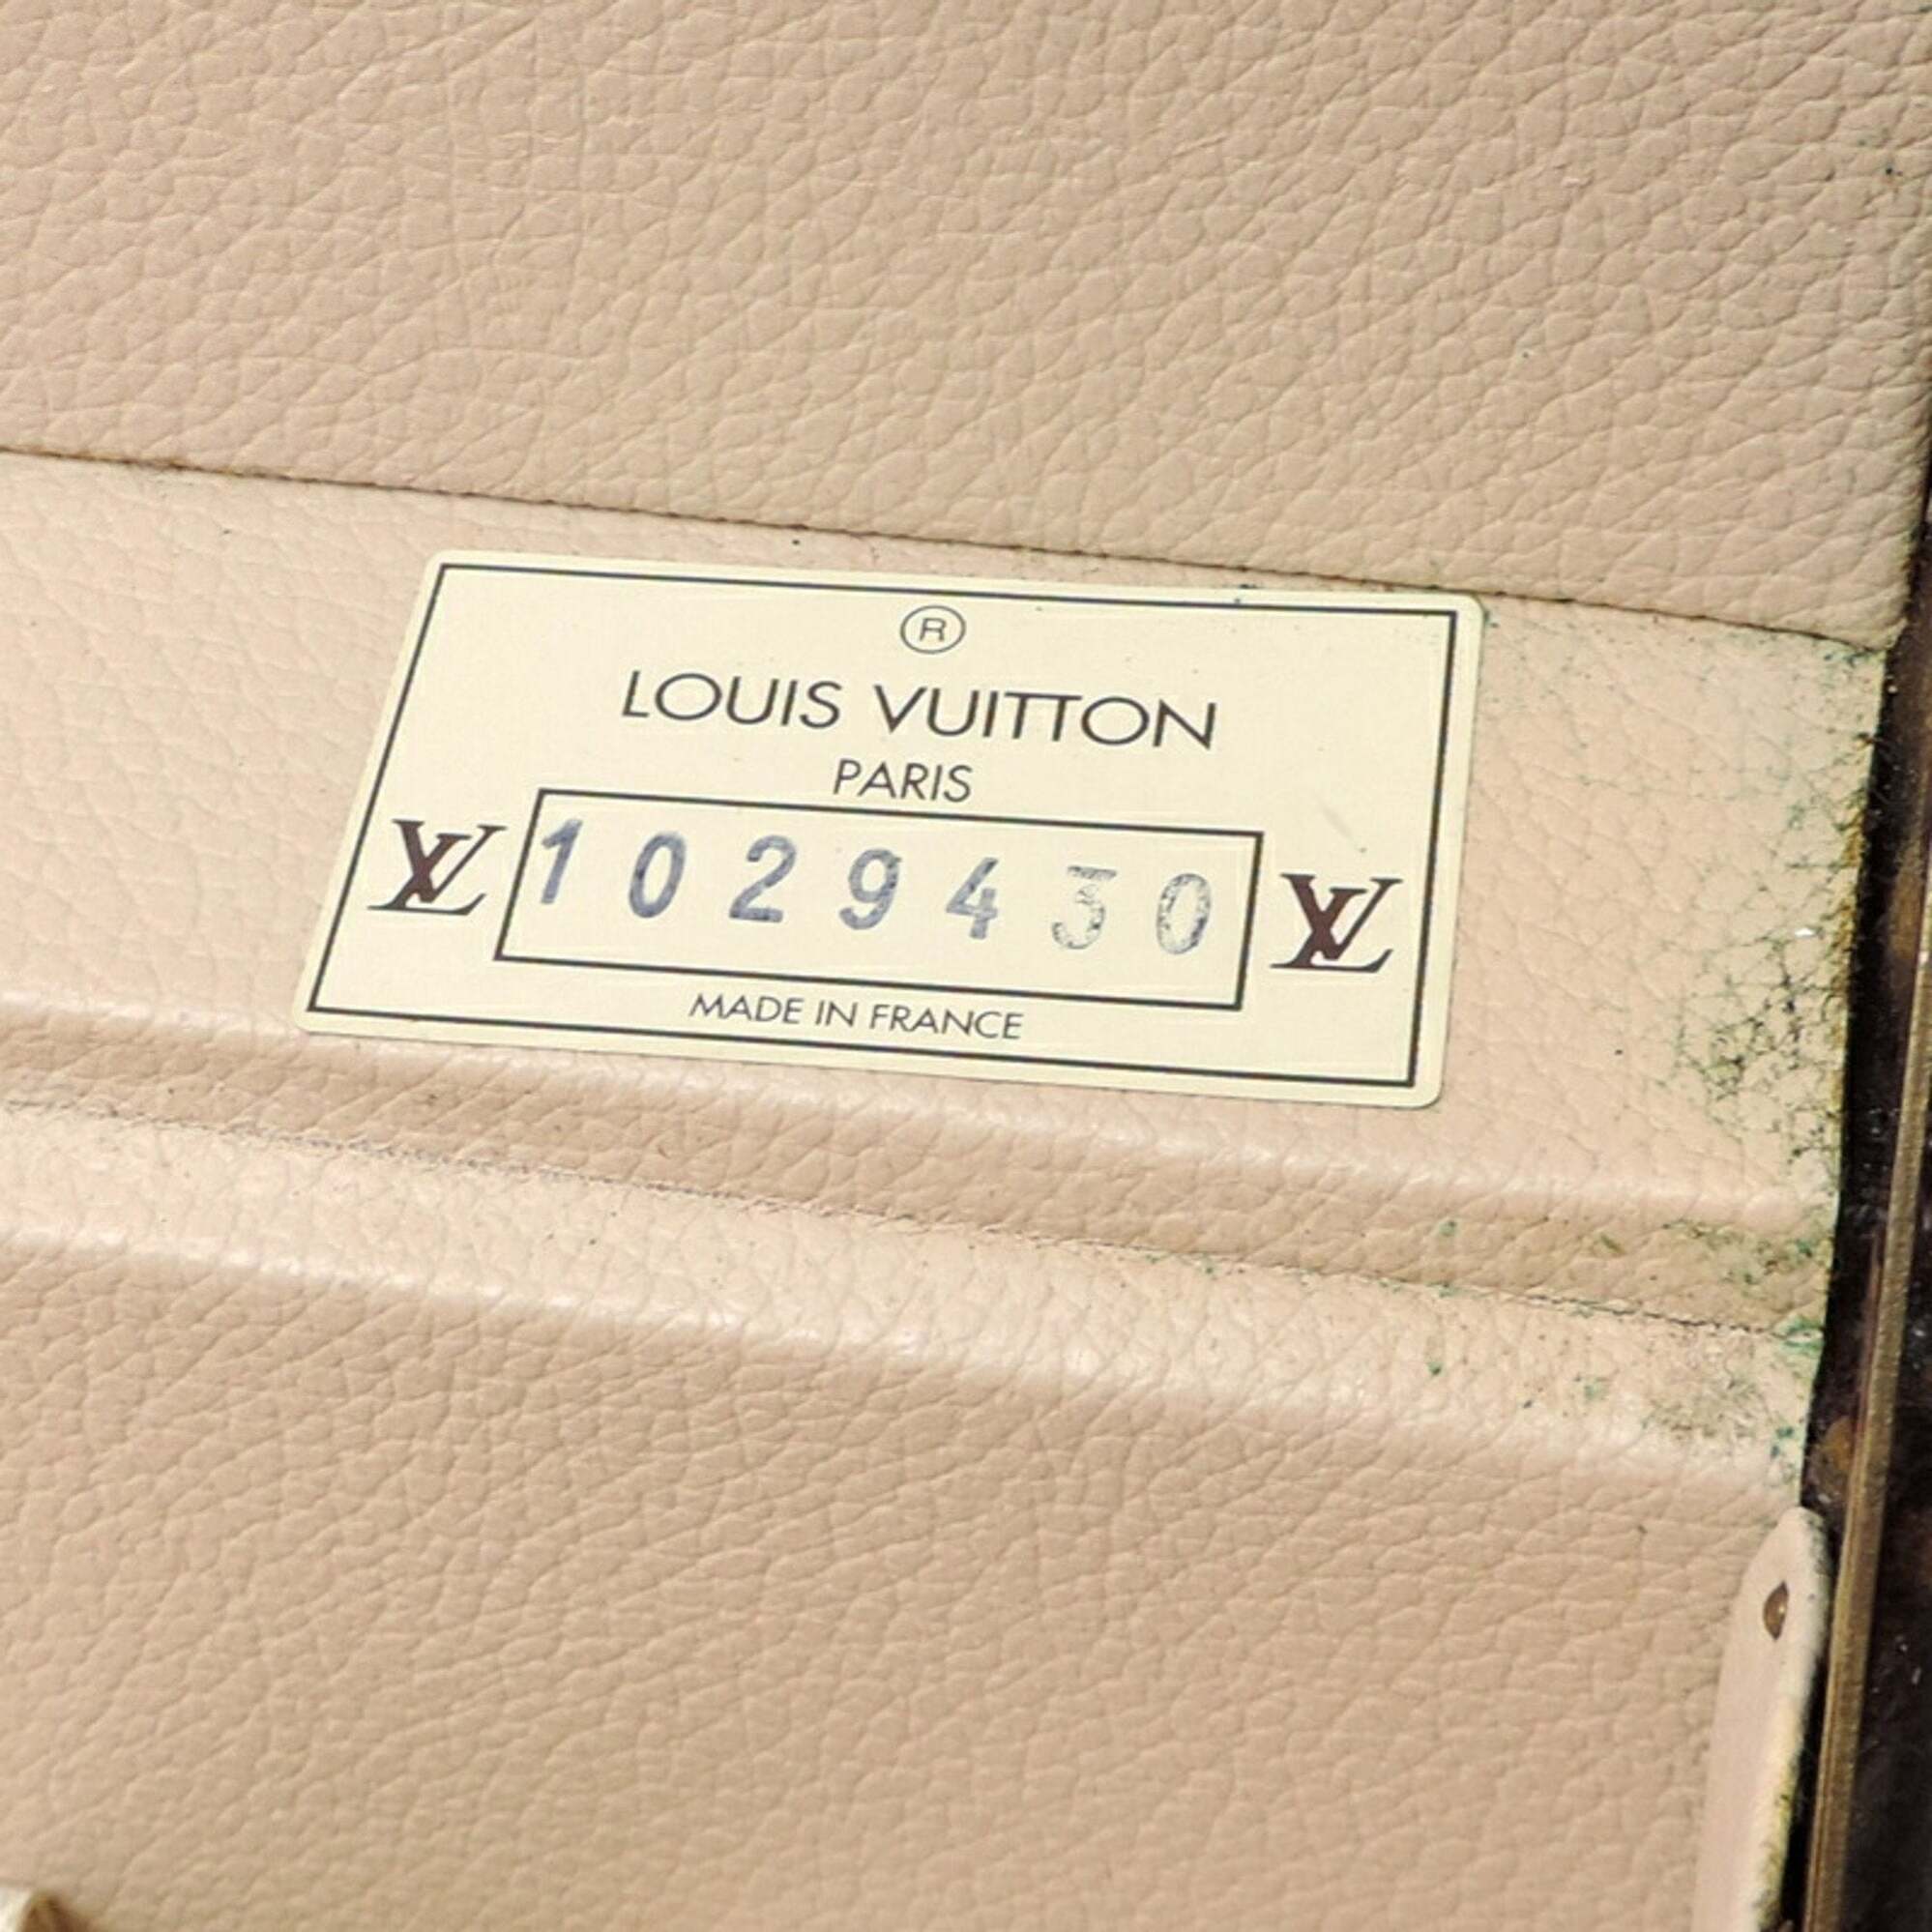 ®
LOUIS VUITTON
PARIS
LV 1029430 LV
MADE IN FRANCE